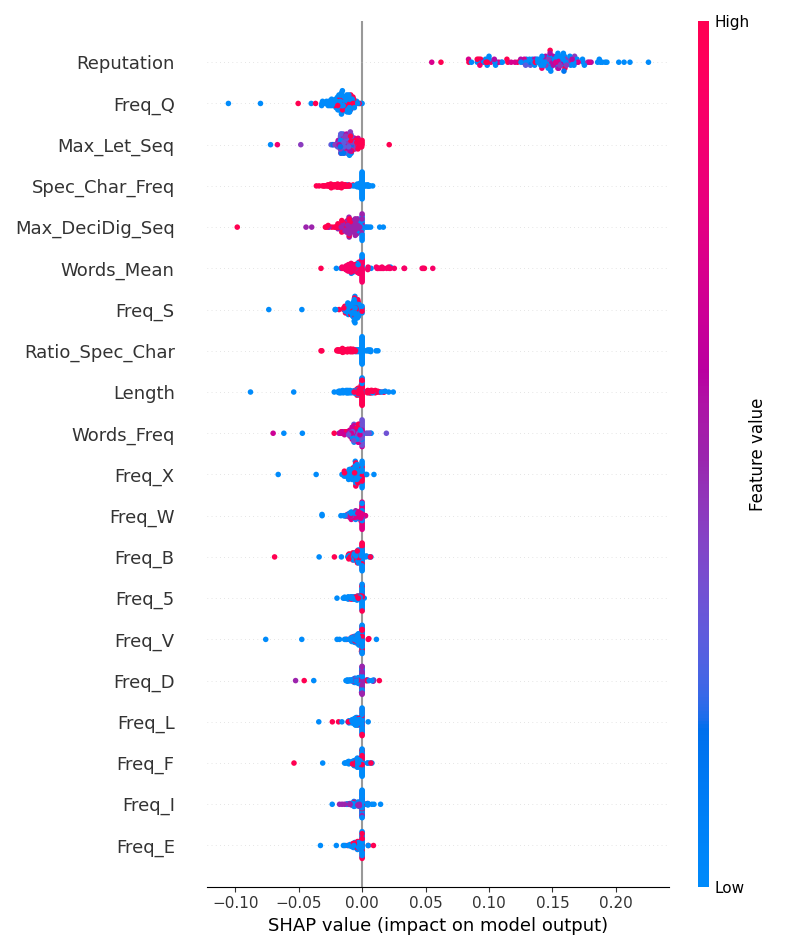 High
Reputation
Freq_Q
Max_Let_Seq
Spec_Char_Freq
Max_DeciDig_Seq
Words_Mean
Freq_S
Ratio_Spec_Char
Length
Words_Freq
Freq_X
Freq_W
Freq_B
Freq_5
Freq_V
Freq_D
Freq_L
Freq_F
Freq_I
Freq_E
Feature value
Low
−0.10 −0.05 0.00 0.05 0.10 0.15 0.20
SHAP value (impact on model output)